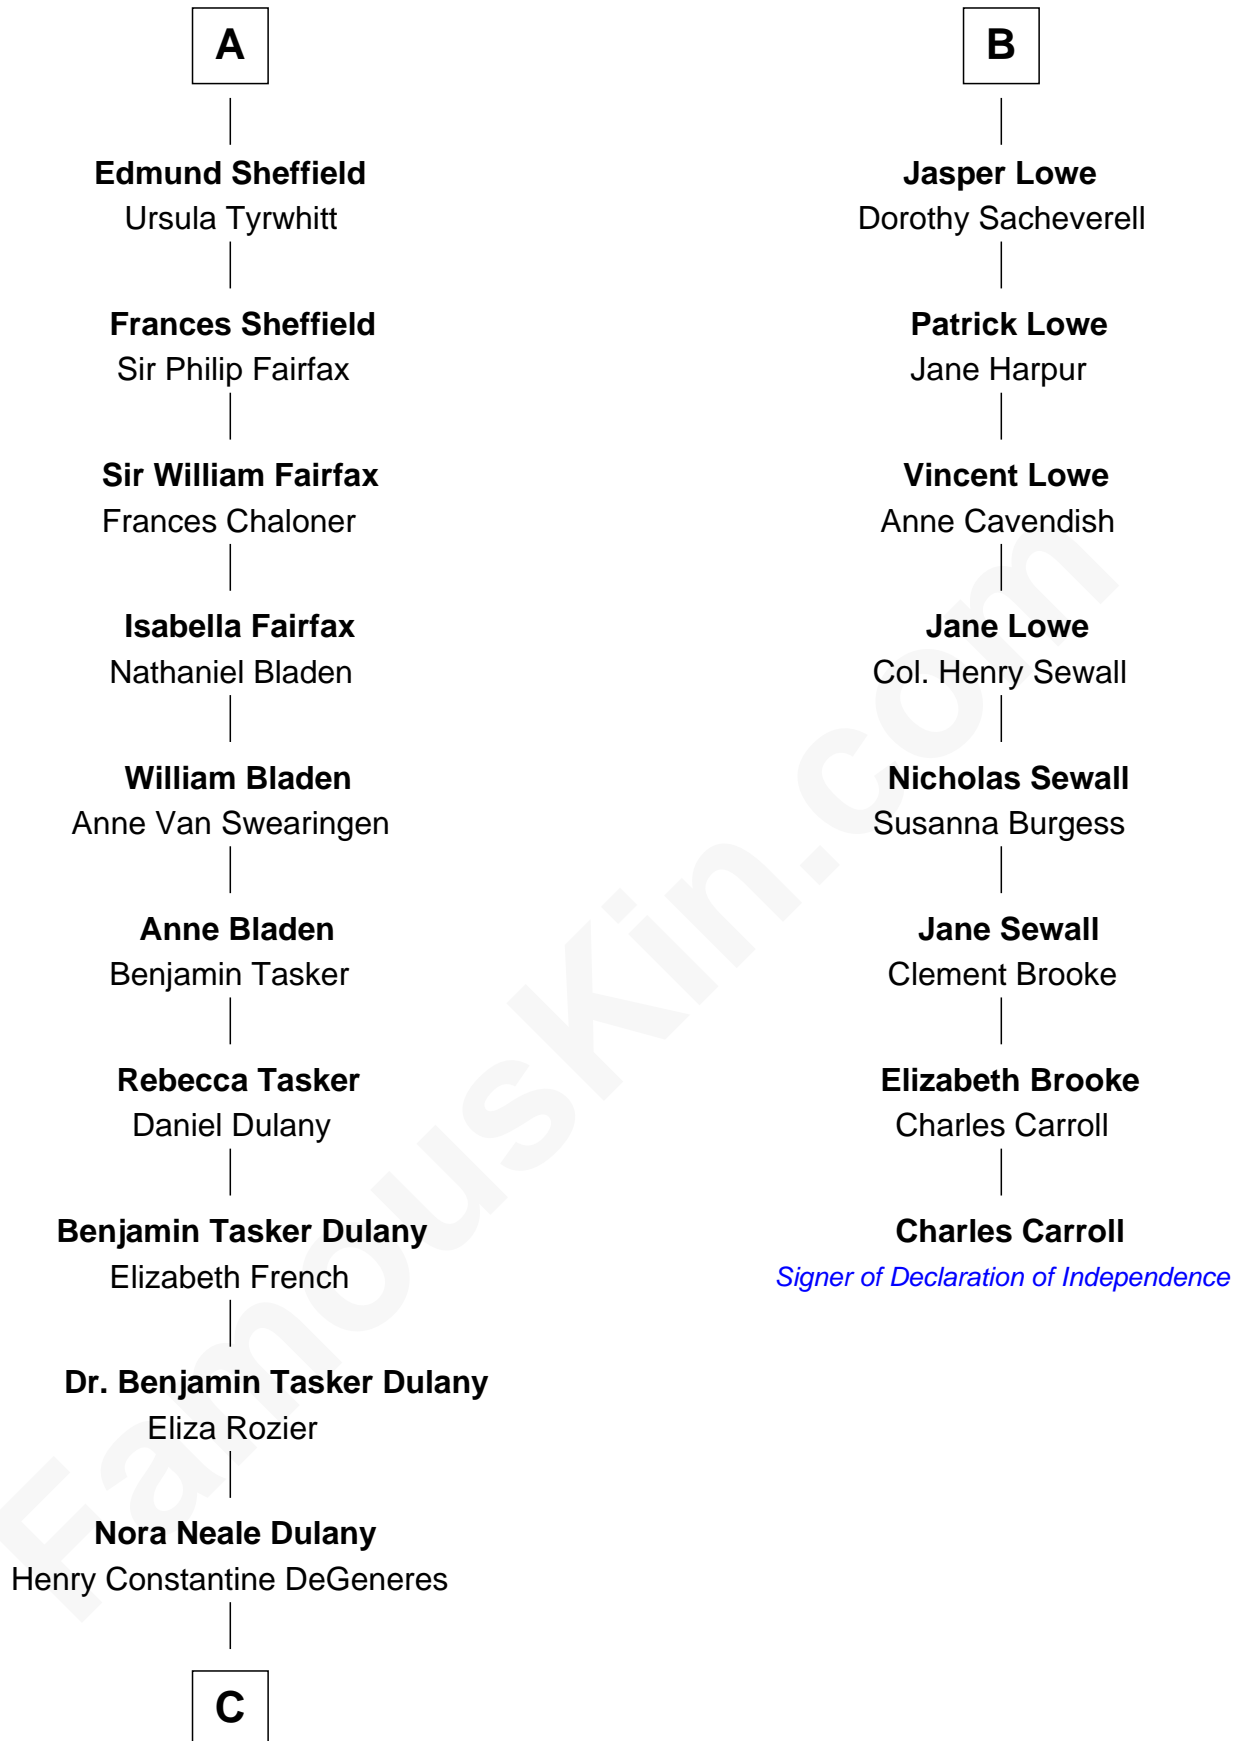 A
Edmund Sheffield
Ursula Tyrwhitt
Frances Sheffield
Sir Philip Fairfax
Sir William Fairfax
Frances Chaloner
Isabella Fairfax
Nathaniel Bladen
William Bladen
Anne Van Swearingen
Anne Bladen
Benjamin Tasker
Rebecca Tasker
Daniel Dulany
Benjamin Tasker Dulany
Elizabeth French
Dr. Benjamin Tasker Dulany
Eliza Rozier
Nora Neale Dulany
Henry Constantine DeGeneres
C
B
Jasper Lowe
Dorothy Sacheverell
Patrick Lowe
Jane Harpur
Vincent Lowe
Anne Cavendish
Jane Lowe
Col. Henry Sewall
Nicholas Sewall
Susanna Burgess
Jane Sewall
Clement Brooke
Elizabeth Brooke
Charles Carroll
Charles Carroll
Signer of Declaration of Independence
FamousKin.com